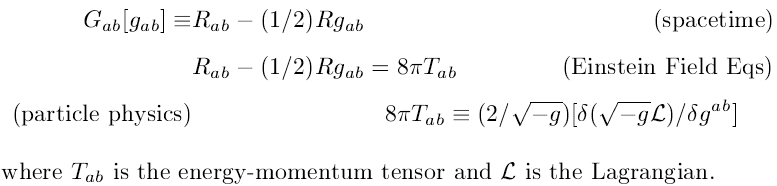 G_{ab}[g_{ab}] ≡ R_{ab} − (1/2)Rg_{ab} (spacetime)
R_{ab} − (1/2)Rg_{ab} = 8πT_{ab} (Einstein Field Eqs)
(particle physics) 8πT_{ab} ≡ (2/√−g)[δ(√−gℒ)/δg^{ab}]
where T_{ab} is the energy-momentum tensor and ℒ is the Lagrangian.